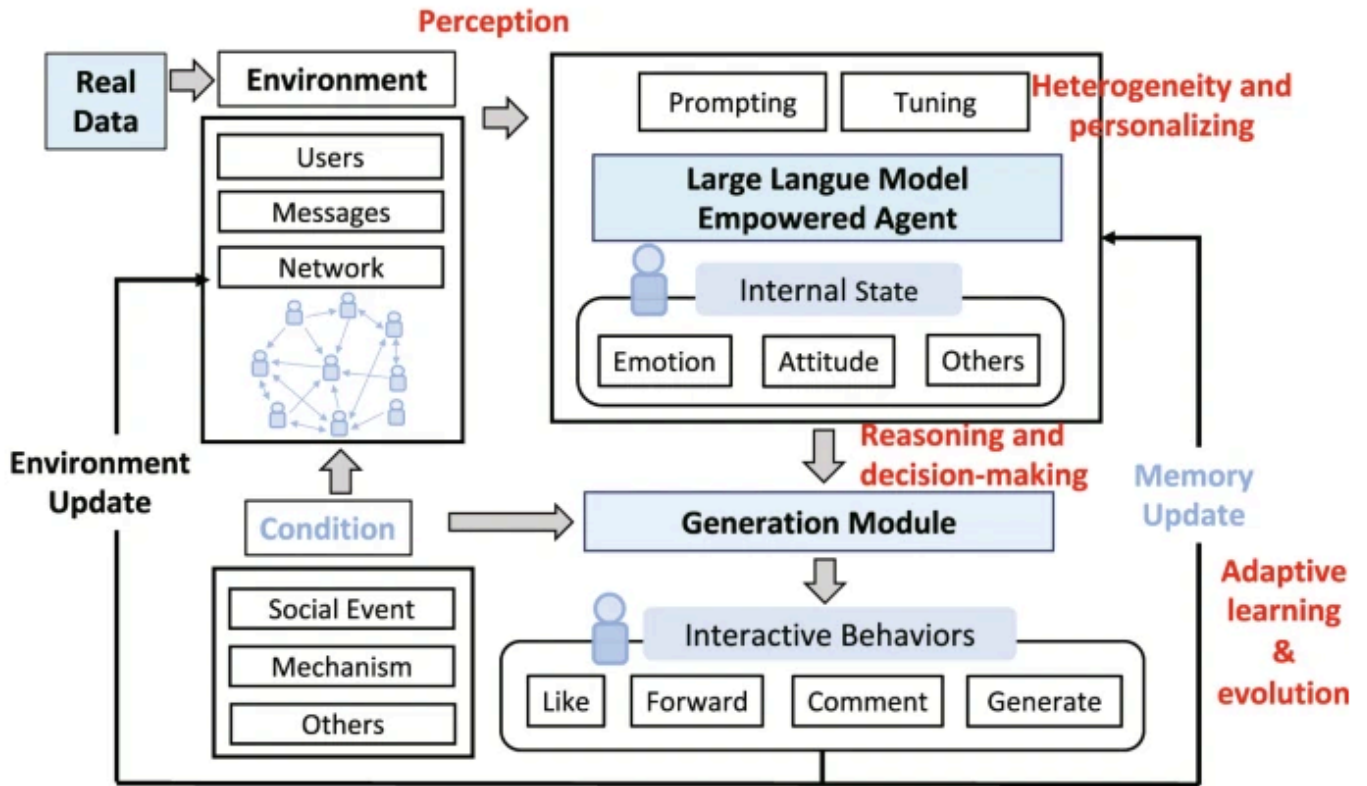 Perception
Real
Data
Environment
Users
Messages
Network
Prompting
Tuning
Heterogeneity and
personalizing
Large Langue Model
Empowered Agent
Internal State
Emotion
Attitude
Others
Environment
Update
Condition
Social Event
Mechanism
Others
Reasoning and
decision-making
Generation Module
Interactive Behaviors
Like
Forward
Comment
Generate
Memory
Update
Adaptive
learning
&
evolution